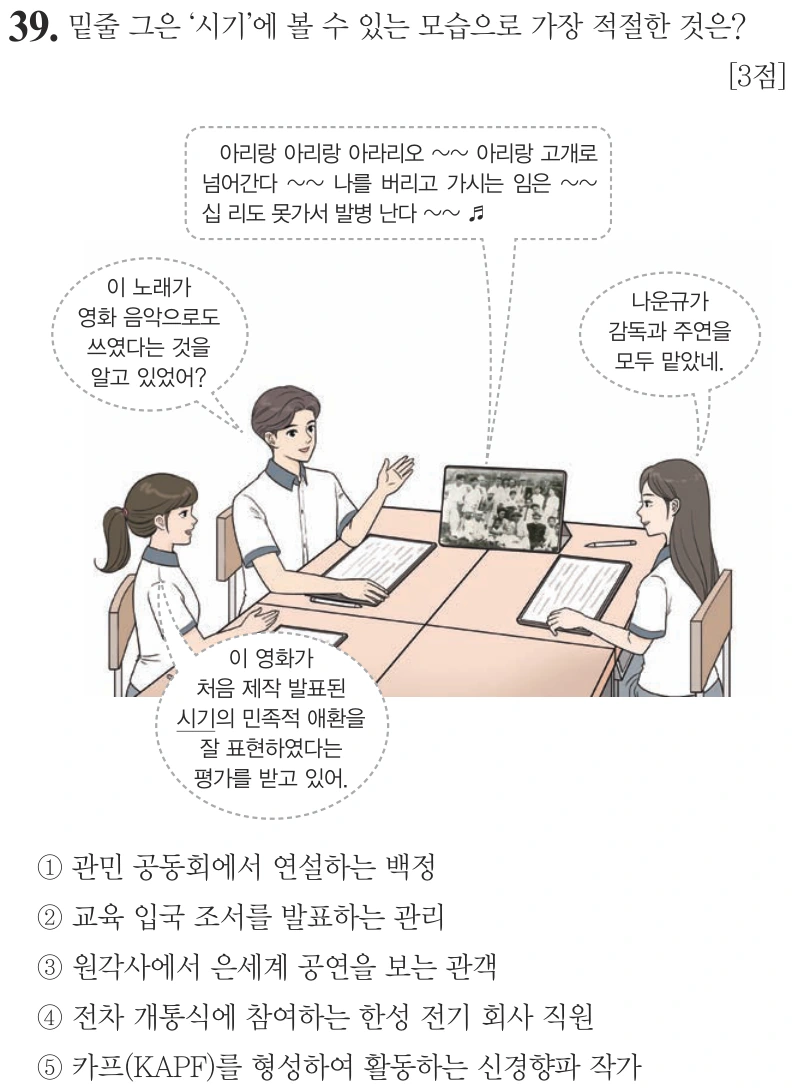 39. 밑줄 그은 ‘시기’에 볼 수 있는 모습으로 가장 적절한 것은?
[3점]
아리랑 아리랑 아라리오 ～～ 아리랑 고개로
넘어간다 ～～ 나를 버리고 가시는 임은 ～～
십 리도 못가서 발병 난다 ～～ ♬
이 노래가
영화 음악으로도
쓰였다는 것을
알고 있었어?
나운규가
감독과 주연을
모두 맡았네.
이 영화가
처음 제작 발표된
시기의 민족적 애환을
잘 표현하였다는
평가를 받고 있어.
① 관민 공동회에서 연설하는 백정
② 교육 입국 조서를 발표하는 관리
③ 원각사에서 은세계 공연을 보는 관객
④ 전차 개통식에 참여하는 한성 전기 회사 직원
⑤ 카프(KAPF)를 형성하여 활동하는 신경향파 작가